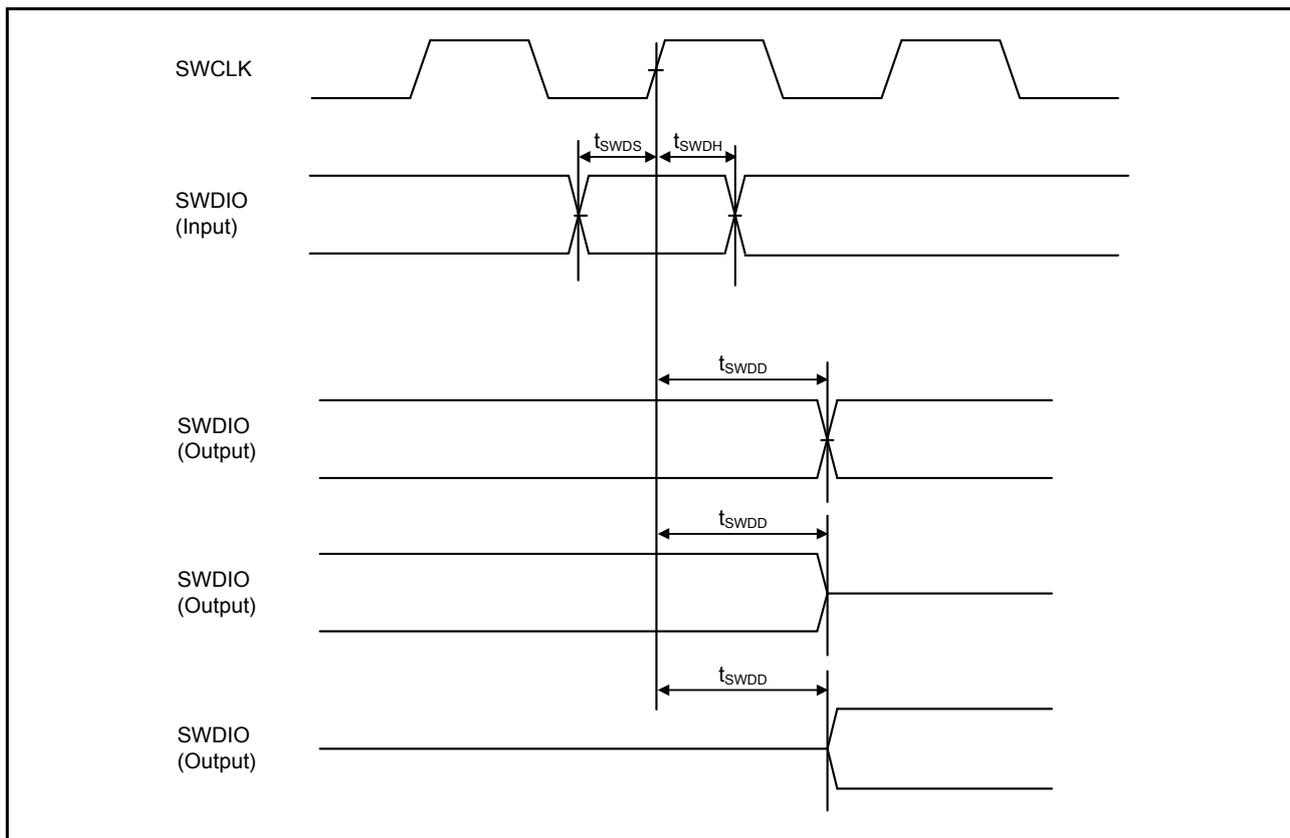 SWCLK
tSWDS
tSWDH
SWDIO
(Input)
tSWDD
SWDIO
(Output)
tSWDD
SWDIO
(Output)
tSWDD
SWDIO
(Output)